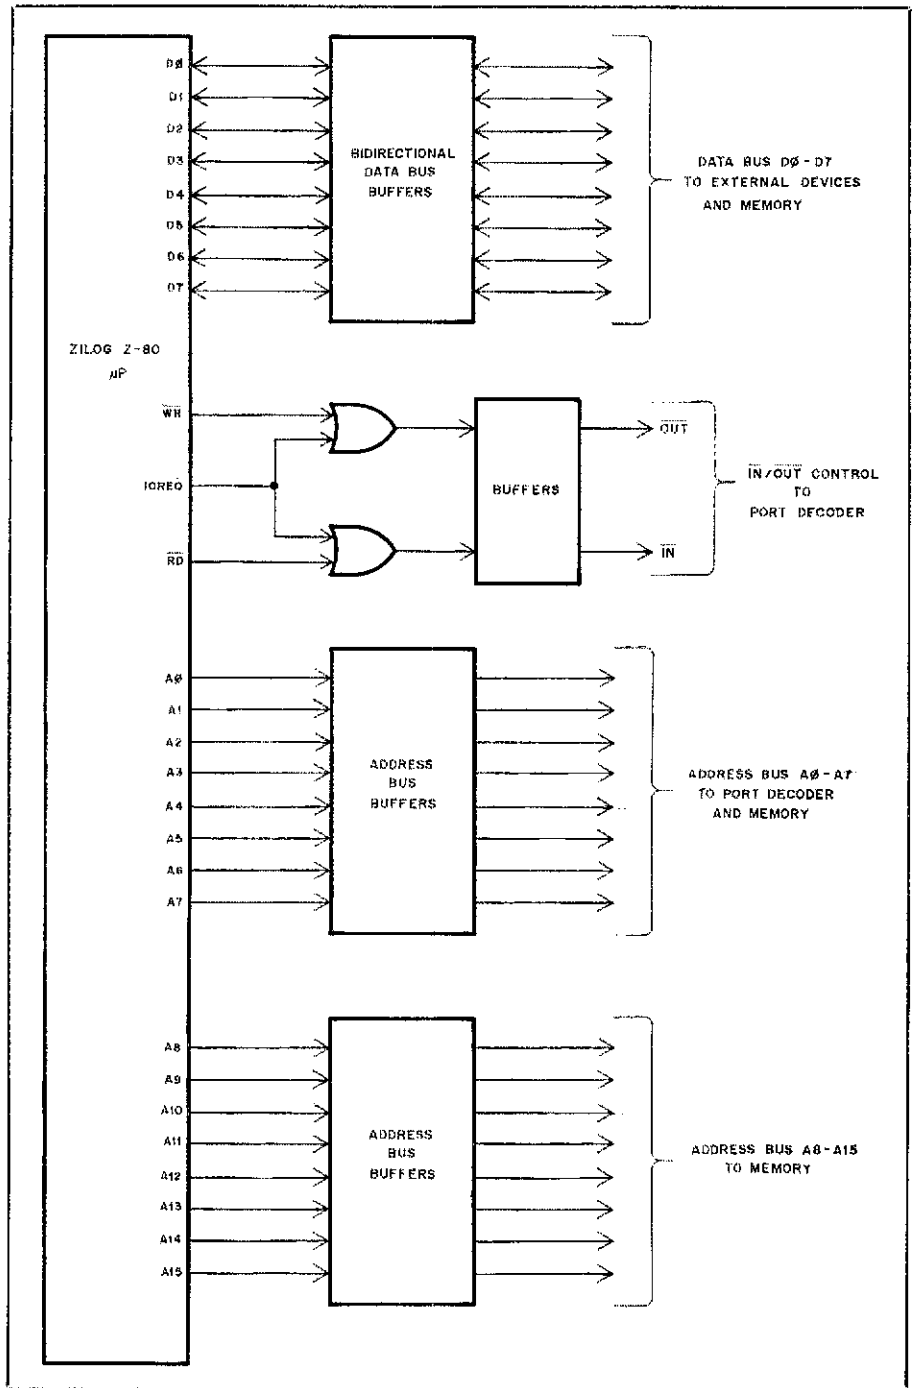 DØ
D1
D2
D3
D4
D5
D6
D7
BIDIRECTIONAL
DATA BUS
BUFFERS
DATA BUS DØ-D7
TO EXTERNAL DEVICES
AND MEMORY
ZILOG Z-80
µP
WR
IOREQ
RD
BUFFERS
OUT
IN
IN/OUT CONTROL
TO
PORT DECODER
AØ
A1
A2
A3
A4
A5
A6
A7
ADDRESS
BUS
BUFFERS
ADDRESS BUS AØ-A7
TO PORT DECODER
AND MEMORY
A8
A9
A10
A11
A12
A13
A14
A15
ADDRESS
BUS
BUFFERS
ADDRESS BUS A8-A15
TO MEMORY